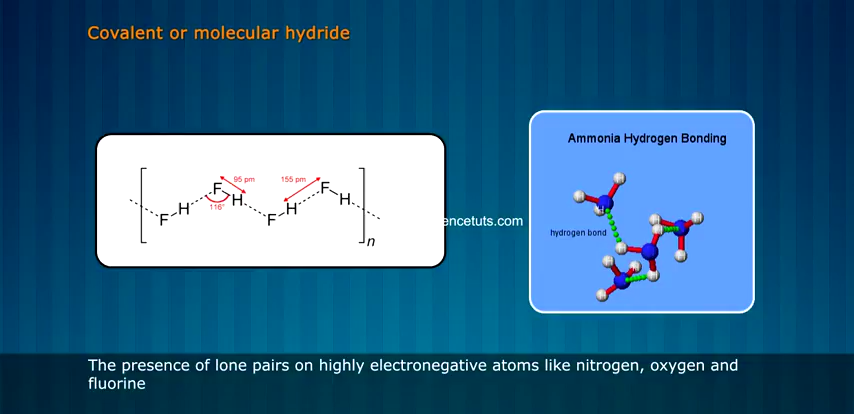 Covalent or molecular hydride
Ammonia Hydrogen Bonding
F H F H F H F H
95 pm
155 pm
116°
n
encetuts.com
hydrogen bond
The presence of lone pairs on highly electronegative atoms like nitrogen, oxygen and
fluorine